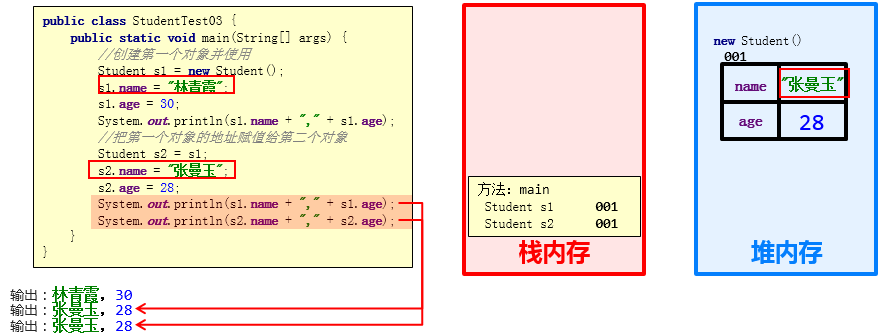 public class StudentTest03 {
public static void main(String[] args) {
//创建第一个对象并使用
Student s1 = new Student();
s1.name = "林青霞";
s1.age = 30;
System.out.println(s1.name + "," + s1.age);
//把第一个对象的地址赋值给第二个对象
Student s2 = s1;
s2.name = "张曼玉";
s2.age = 28;
System.out.println(s1.name + "," + s1.age);
System.out.println(s2.name + "," + s2.age);
}
}
输出：林青霞，30
输出：张曼玉，28
输出：张曼玉，28
方法：main
Student s1 001
Student s2 001
栈内存
new Student()
001
name "张曼玉"
age 28
堆内存